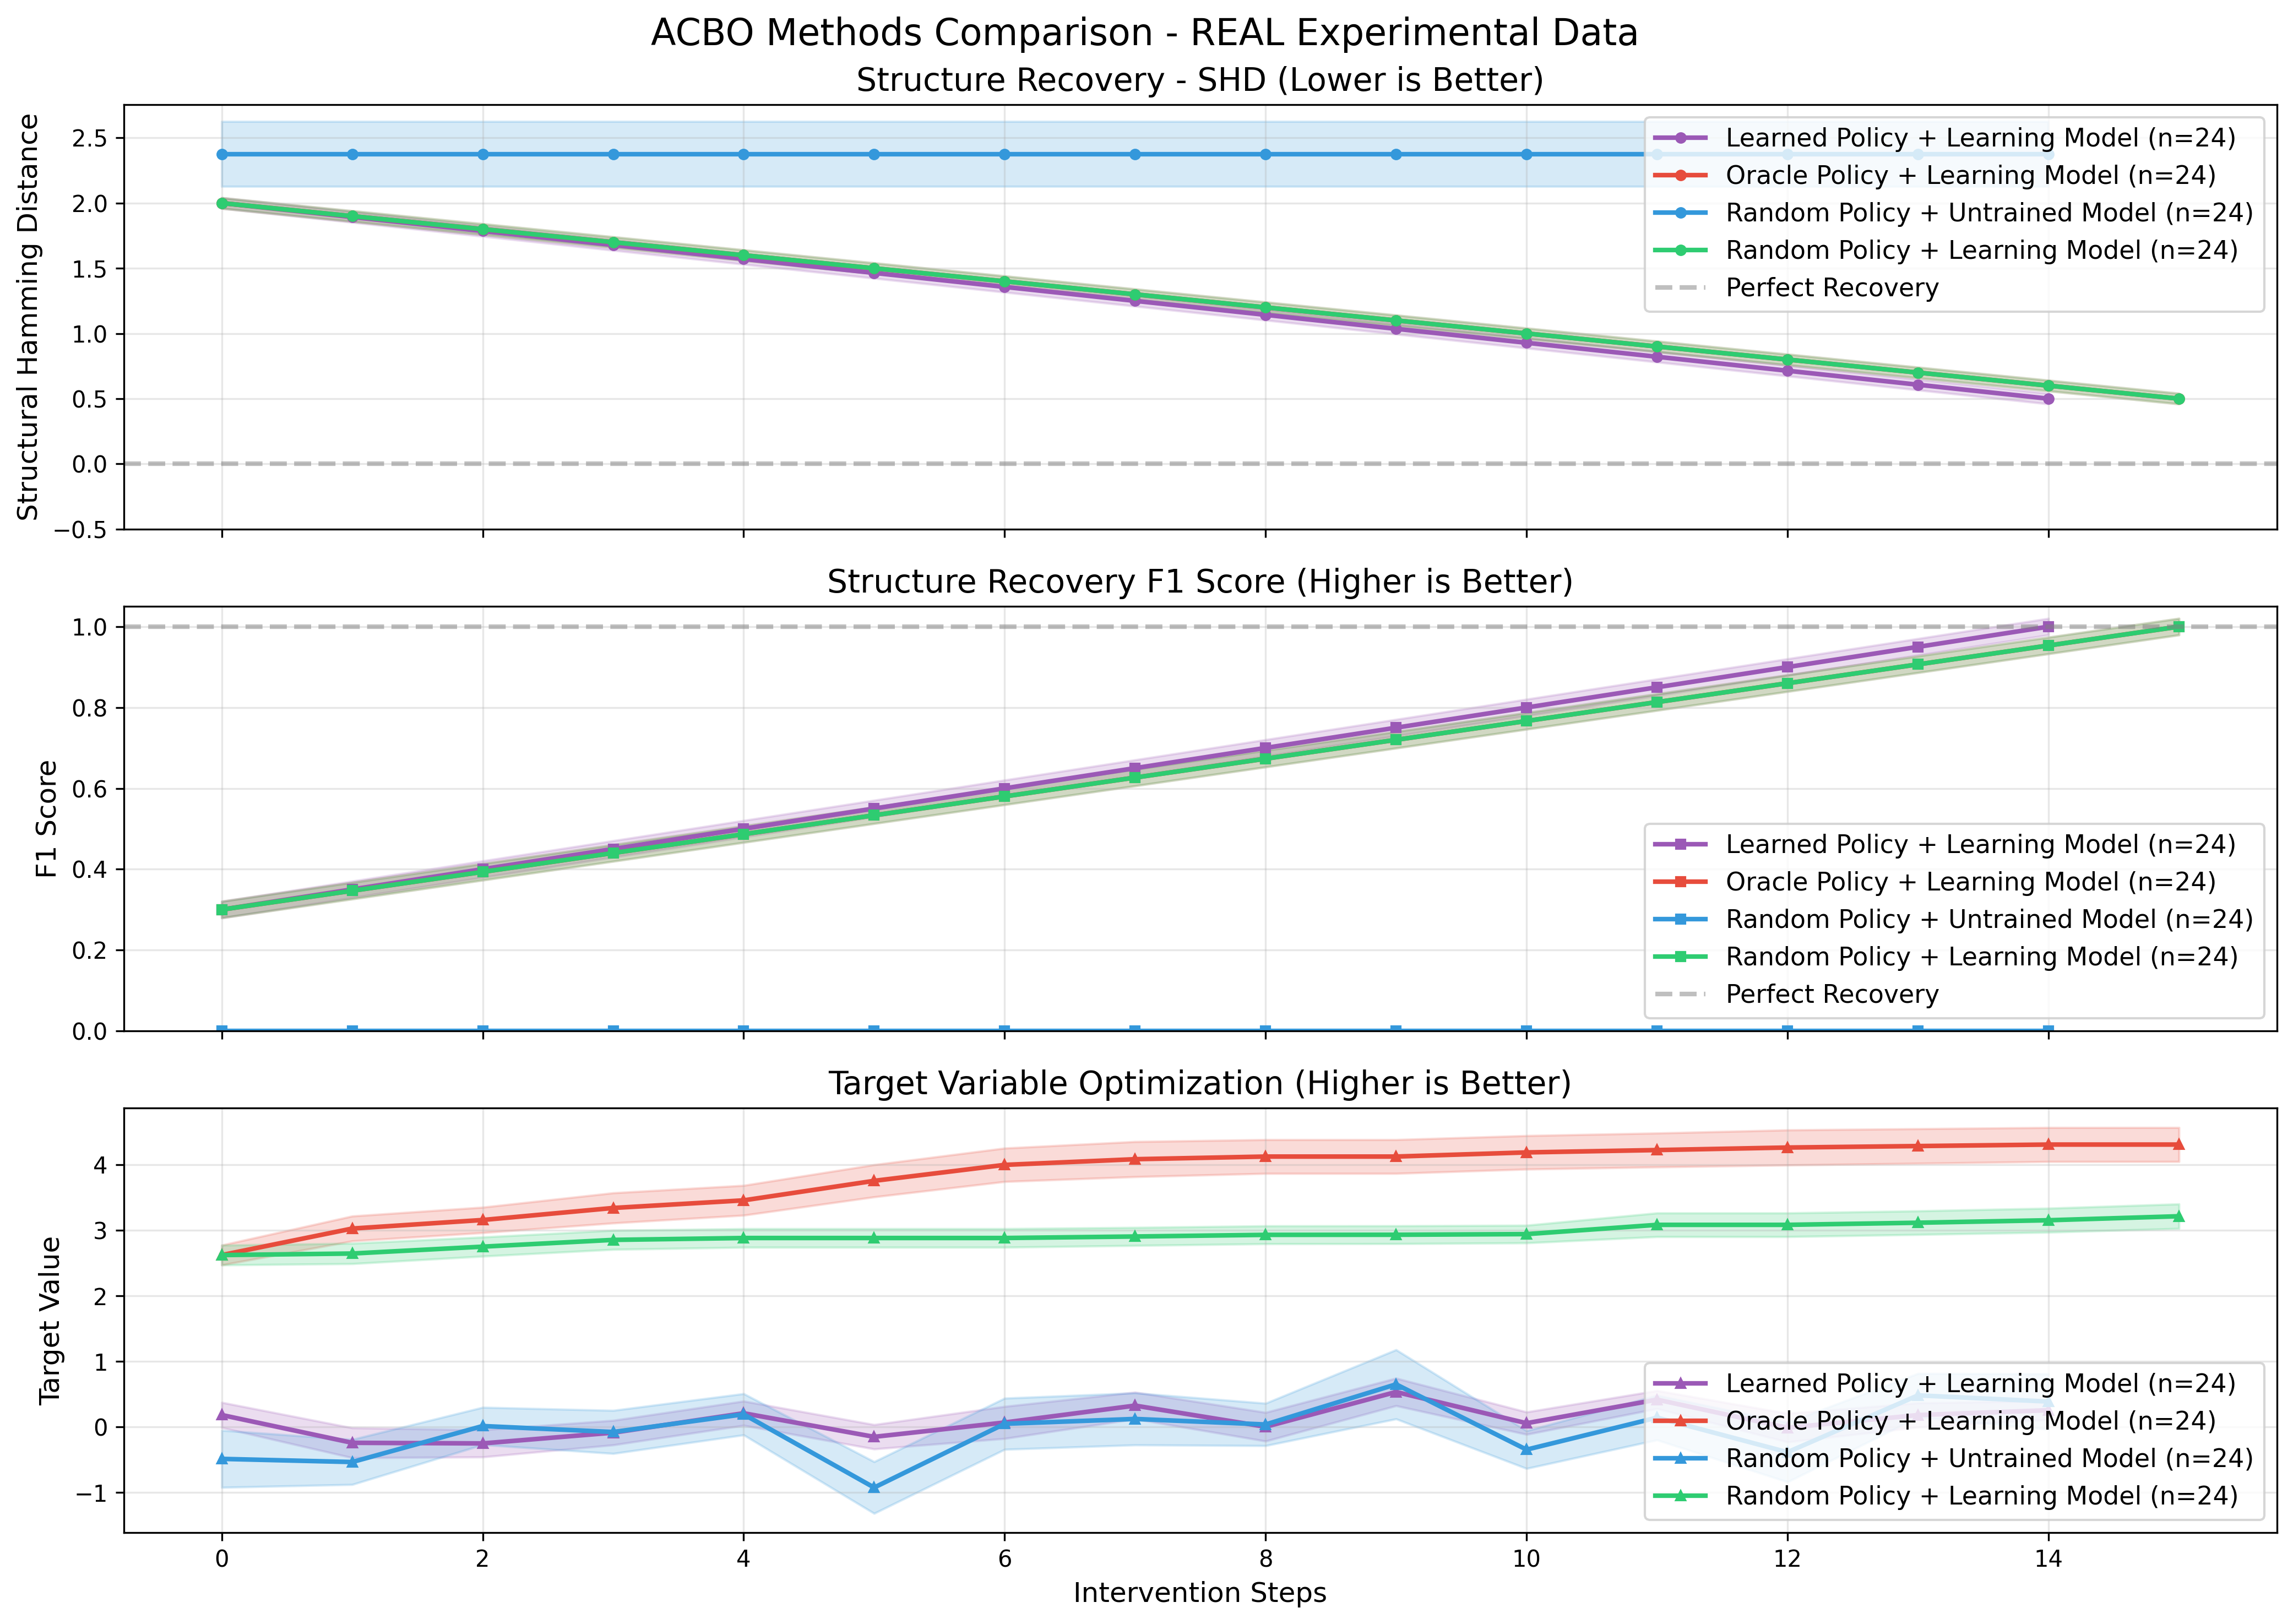 ACBO Methods Comparison - REAL Experimental Data
Structure Recovery - SHD (Lower is Better)
Structural Hamming Distance
2.5
2.0
1.5
1.0
0.5
0.0
−0.5
Learned Policy + Learning Model (n=24)
Oracle Policy + Learning Model (n=24)
Random Policy + Untrained Model (n=24)
Random Policy + Learning Model (n=24)
Perfect Recovery
Structure Recovery F1 Score (Higher is Better)
F1 Score
1.0
0.8
0.6
0.4
0.2
0.0
Learned Policy + Learning Model (n=24)
Oracle Policy + Learning Model (n=24)
Random Policy + Untrained Model (n=24)
Random Policy + Learning Model (n=24)
Perfect Recovery
Target Variable Optimization (Higher is Better)
Target Value
4
3
2
1
0
−1
Learned Policy + Learning Model (n=24)
Oracle Policy + Learning Model (n=24)
Random Policy + Untrained Model (n=24)
Random Policy + Learning Model (n=24)
0 2 4 6 8 10 12 14
Intervention Steps